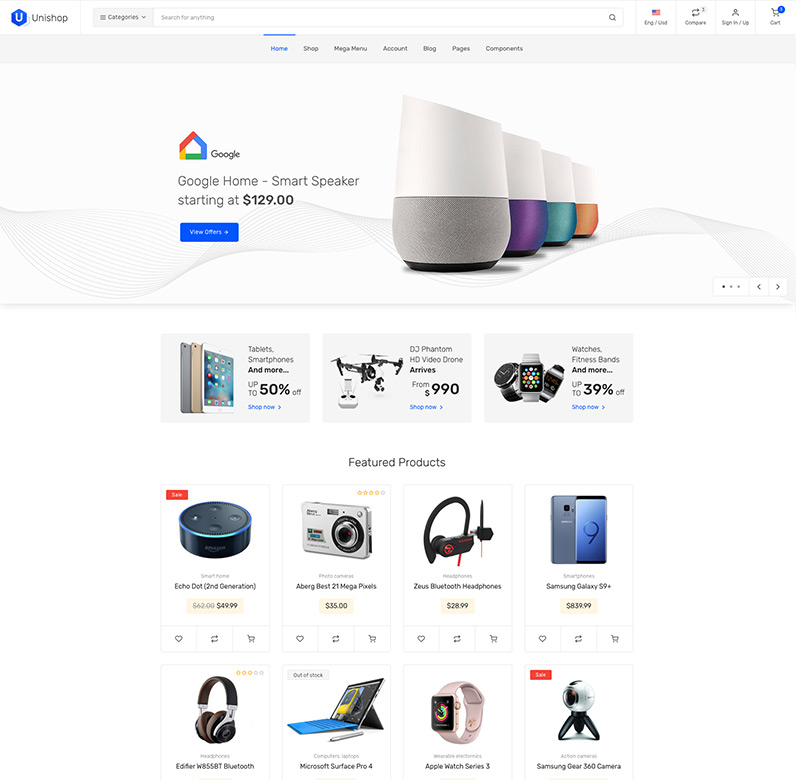 U Unishop
Categories
Search for anything
Eng / Usd
Compare 3
Sign In / Up
Cart
Home Shop Mega Menu Account Blog Pages Components
Google
Google Home - Smart Speaker
starting at $129.00
View Offers →
Tablets,
Smartphones
And more...
UP TO 50% off
Shop now
DJ Phantom
HD Video Drone
Arrives
From $ 990
Shop now
Watches,
Fitness Bands
And more...
UP TO 39% off
Shop now
Featured Products
Sale
amazon
Smart home
Echo Dot (2nd Generation)
$62.00 $49.99
Photo cameras
Aberg Best 21 Mega Pixels
$35.00
Headphones
Zeus Bluetooth Headphones
$28.99
Smartphones
Samsung Galaxy S9+
$839.99
Headphones
Edifier W855BT Bluetooth
Out of stock
Computers, laptops
Microsoft Surface Pro 4
Wearable electornics
Apple Watch Series 3
Sale
Action cameras
Samsung Gear 360 Camera